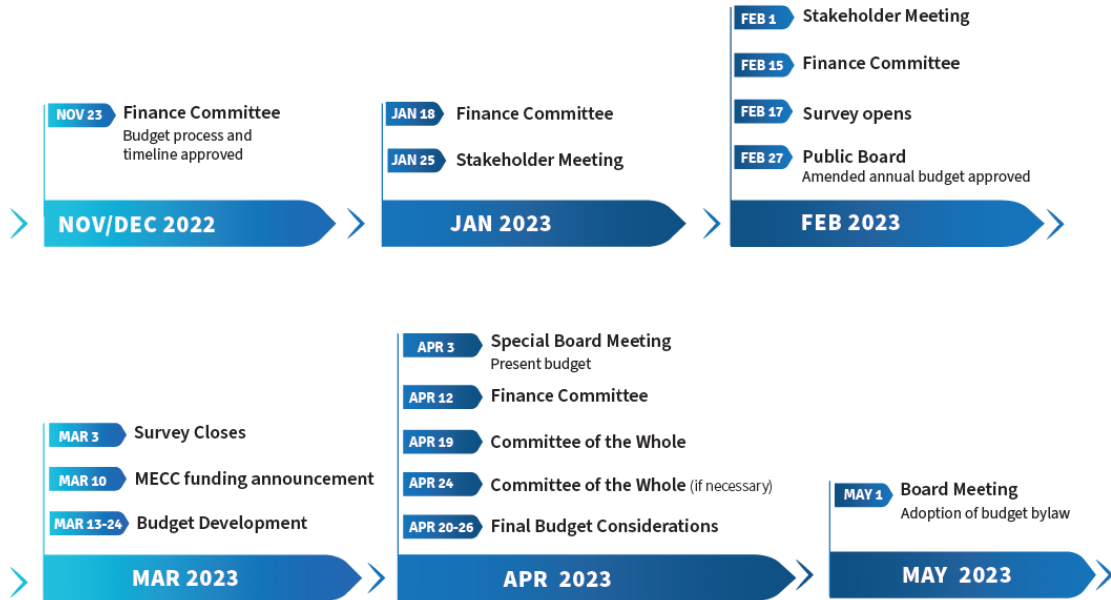 NOV 23 Finance Committee
Budget process and
timeline approved
NOV/DEC 2022
JAN 18 Finance Committee
JAN 25 Stakeholder Meeting
JAN 2023
FEB 1 Stakeholder Meeting
FEB 15 Finance Committee
FEB 17 Survey opens
FEB 27 Public Board
Amended annual budget approved
FEB 2023
MAR 3 Survey Closes
MAR 10 MECC funding announcement
MAR 13-24 Budget Development
MAR 2023
APR 3 Special Board Meeting
Present budget
APR 12 Finance Committee
APR 19 Committee of the Whole
APR 24 Committee of the Whole (if necessary)
APR 20-26 Final Budget Considerations
APR 2023
MAY 1 Board Meeting
Adoption of budget bylaw
MAY 2023